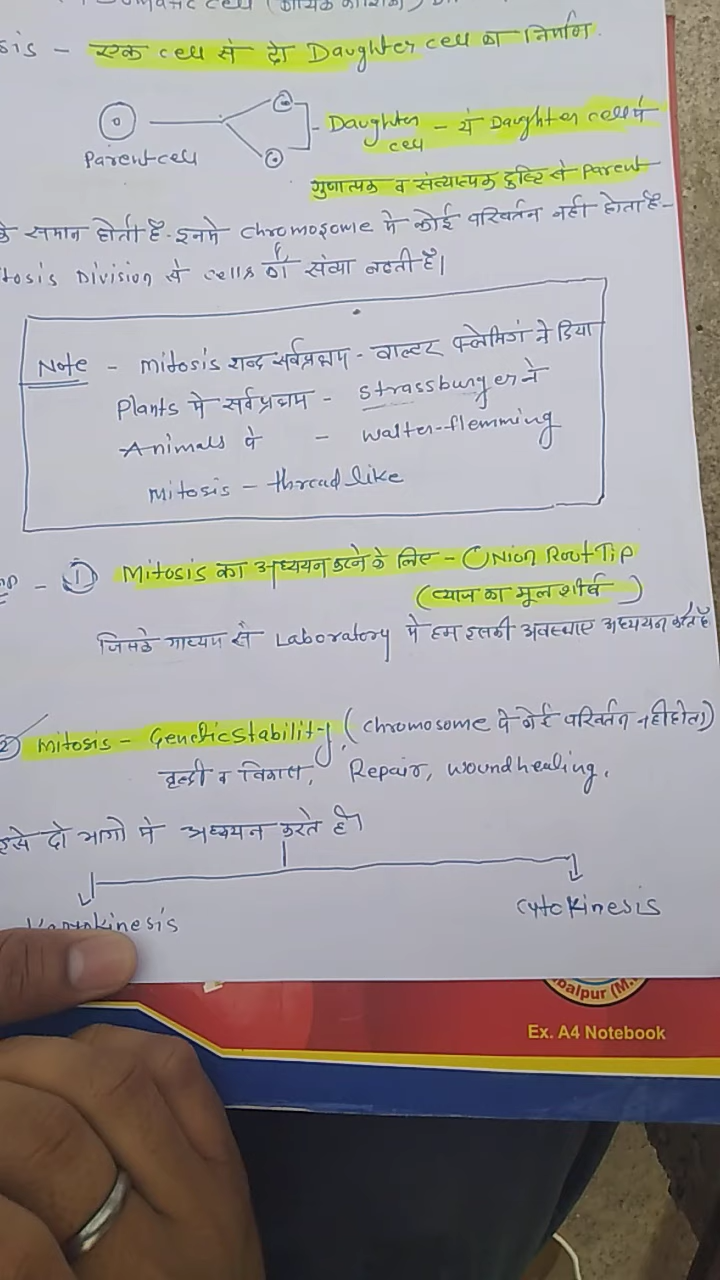 sis - एक cell से दो Daughter cell का निर्माण.
Parent cell
Daughter cell - ये Daughter cell मे
गुणात्मक व संख्यात्मक दृष्टि से Parent
के समान होती है. इनमे chromosome मे कोई परिवर्तन नही होता है-
tosis Division से cells की संख्या बढती है।
Note - Mitosis शब्द सर्वप्रथम - वाल्टर फ्लेमिगं ने दिया
Plants मे सर्वप्रथम - Strassburger ने
Animals मे - Walter-flemming
Mitosis - thread like
- ① Mitosis का अध्ययन करने के लिए - Onion Root Tip
(प्याज का मूल शीर्ष)
जिसके माध्यम से Laboratory मे हम इसकी अवस्थाए अध्ययन करते है
② Mitosis - Genetic Stability, (chromosome मे कोई परिवर्तन नही होता)
वृद्धी व विकास, Repair, wound healing,
इसे दो भागो मे अध्ययन करते है।
Karyokinesis
Cytokinesis
balpur (M.
Ex. A4 Notebook